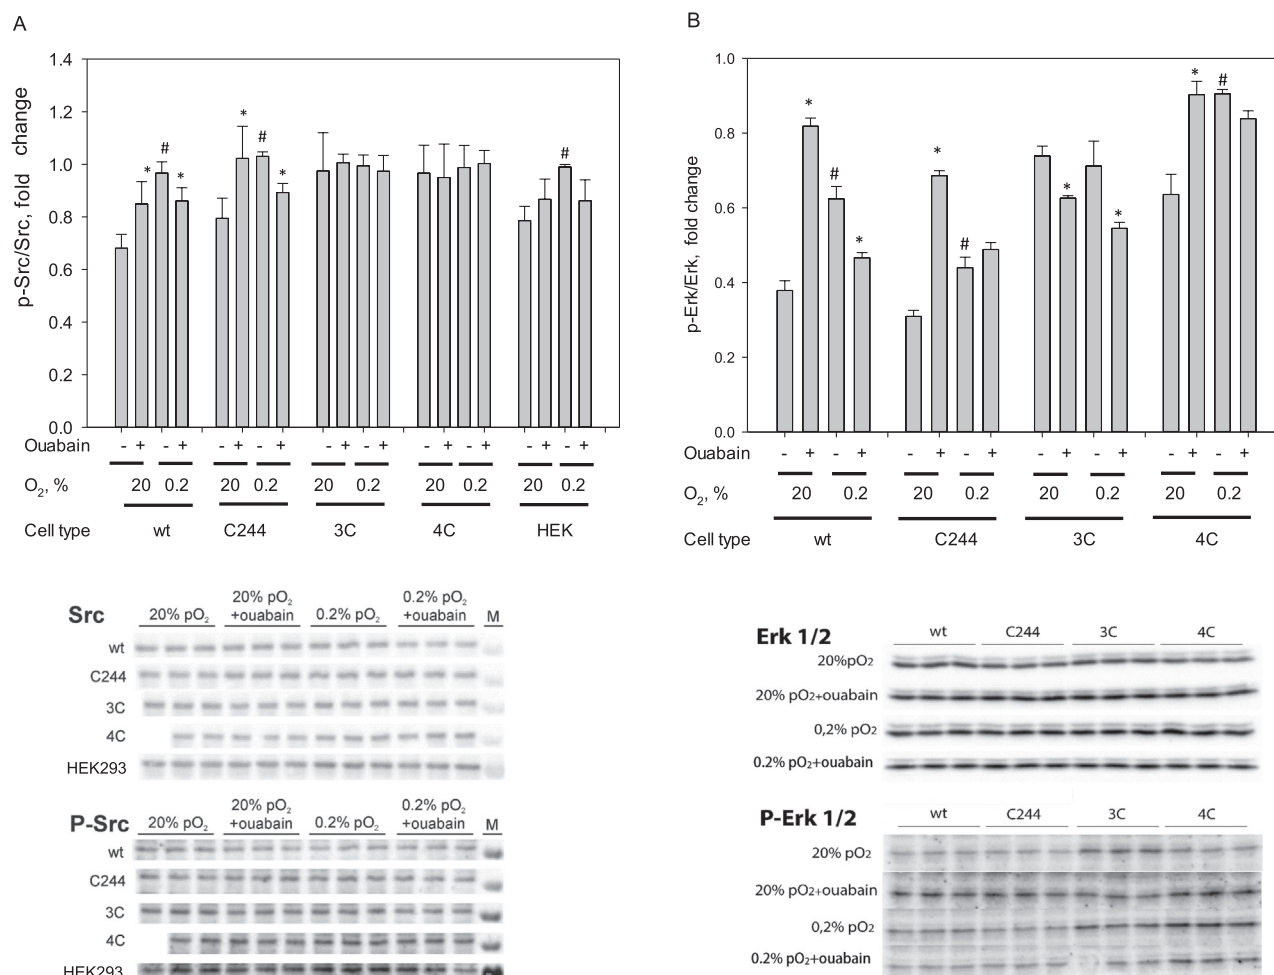 A
p-Src/Src, fold change
1.4
1.2
1.0
0.8
0.6
0.4
0.2
0.0
* # * * # * #
Ouabain - + - + - + - + - + - + - + - + - + - +
O2, % 20 0.2 20 0.2 20 0.2 20 0.2 20 0.2
Cell type wt C244 3C 4C HEK
B
p-Erk/Erk, fold change
1.0
0.8
0.6
0.4
0.2
0.0
* # * * # * * * #
Ouabain - + - + - + - + - + - + - + - +
O2, % 20 0.2 20 0.2 20 0.2 20 0.2
Cell type wt C244 3C 4C
Src 20% pO2 20% pO2 +ouabain 0.2% pO2 0.2% pO2 +ouabain M
wt
C244
3C
4C
HEK293
P-Src 20% pO2 20% pO2 +ouabain 0.2% pO2 0.2% pO2 +ouabain M
wt
C244
3C
4C
HEK293
Erk 1/2 wt C244 3C 4C
20%pO2
20% pO2+ouabain
0,2% pO2
0.2% pO2+ouabain
P-Erk 1/2 wt C244 3C 4C
20% pO2
20% pO2+ouabain
0,2% pO2
0.2% pO2+ouabain